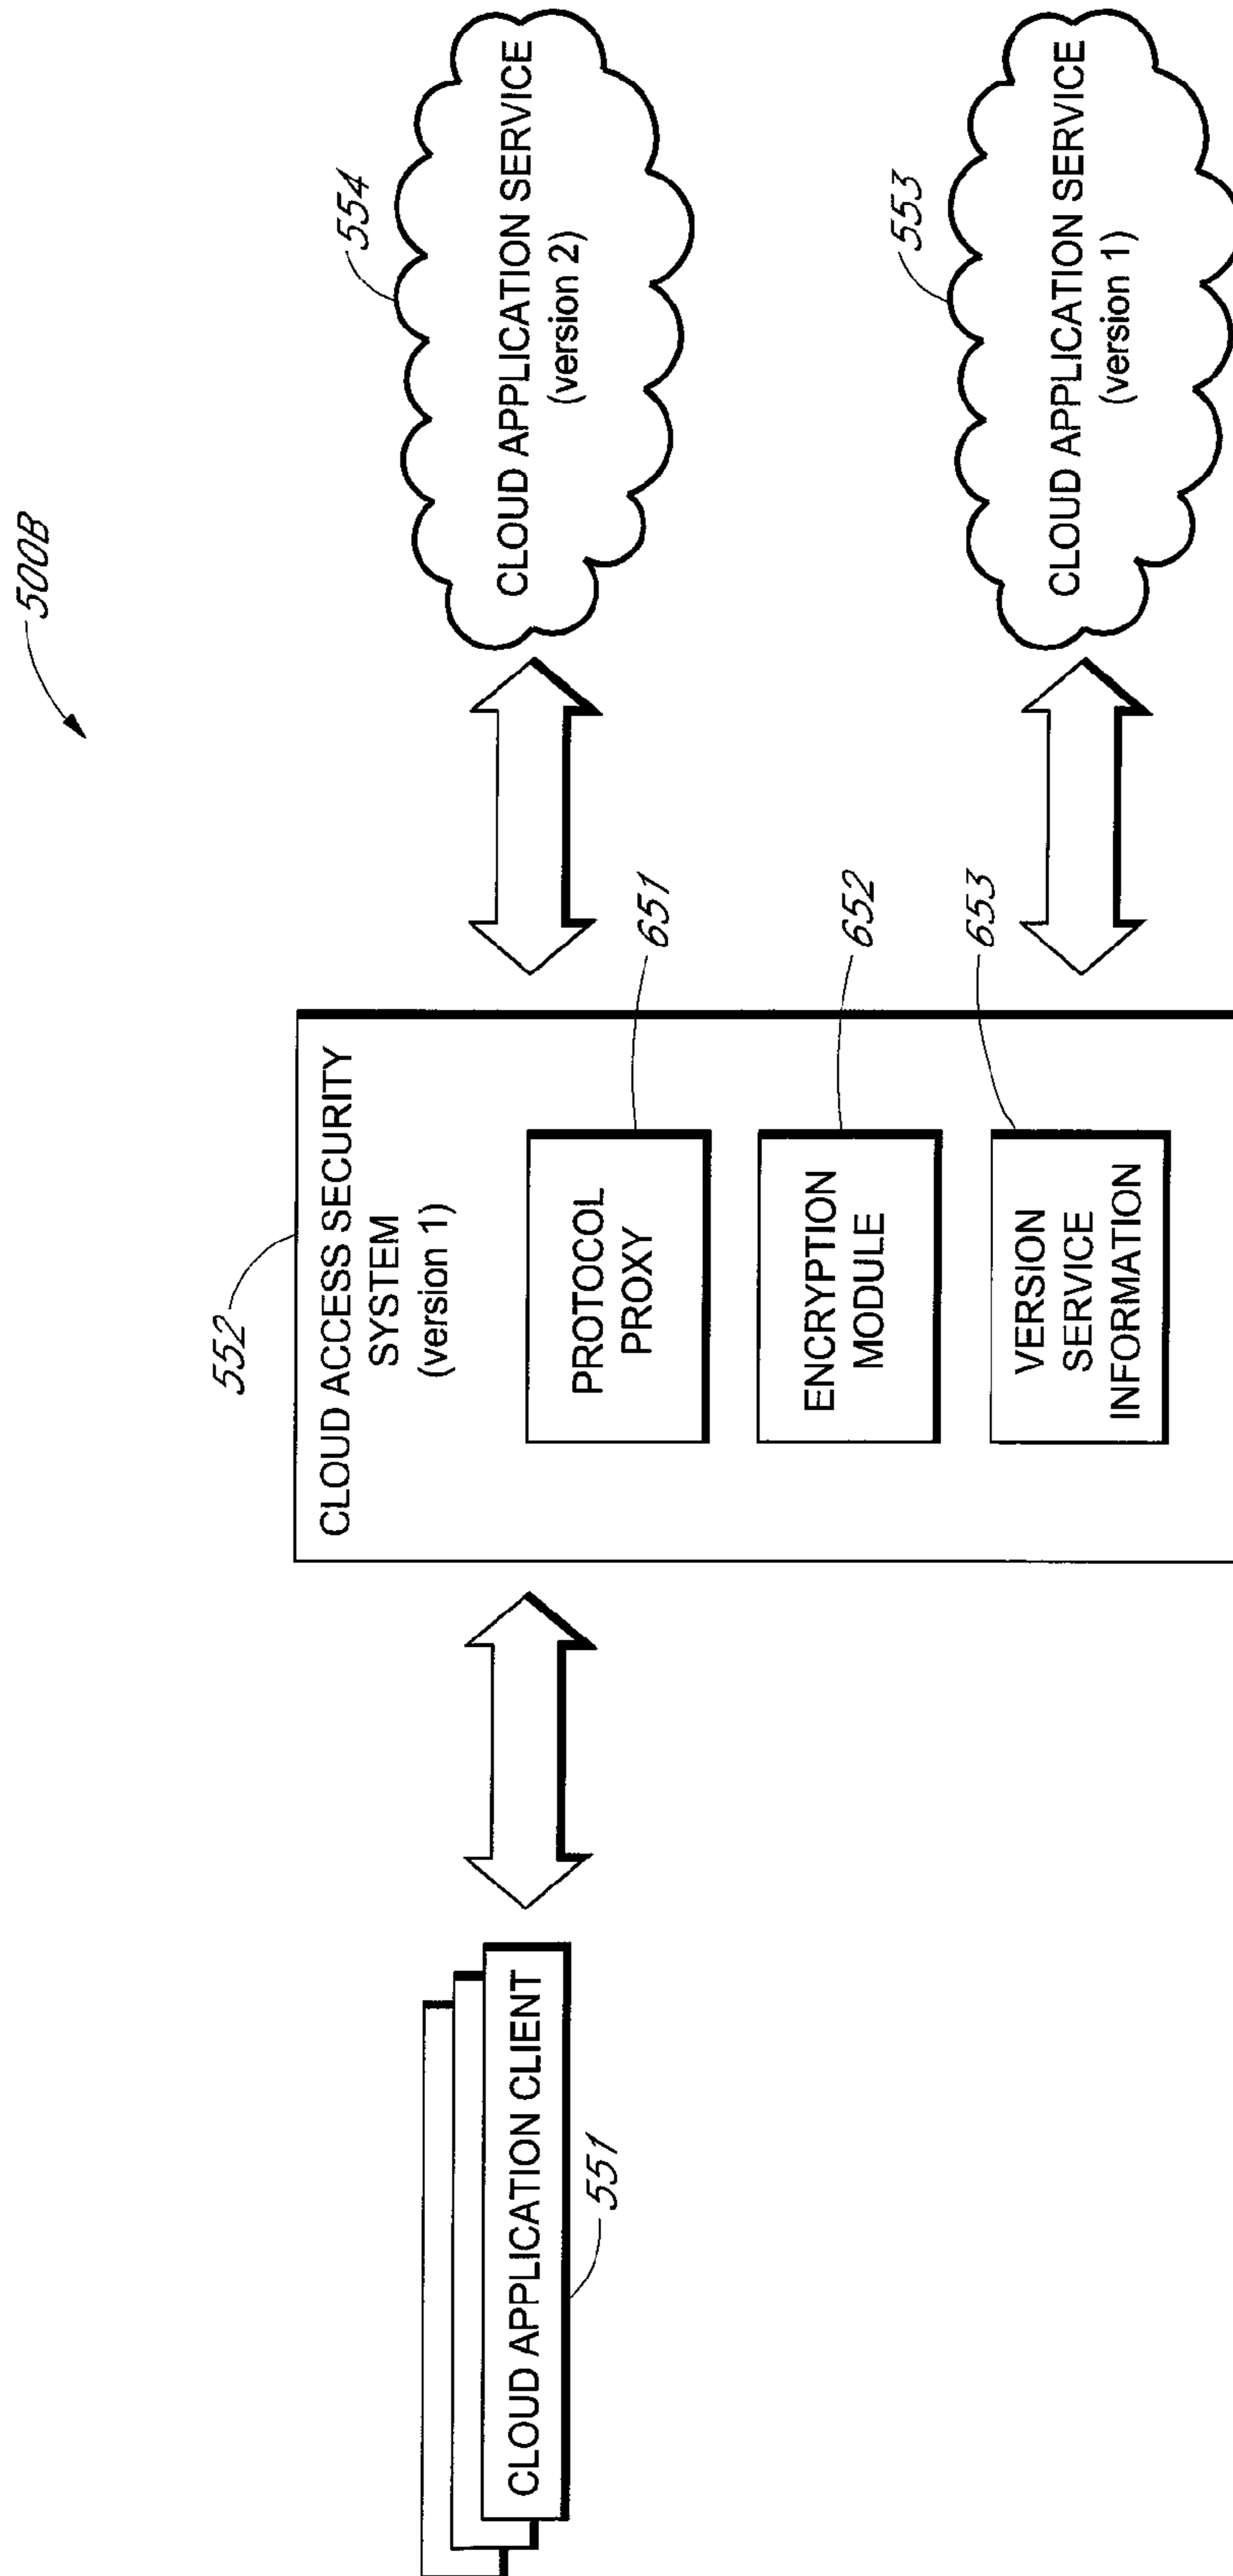 500B
551
CLOUD APPLICATION CLIENT
552
CLOUD ACCESS SECURITY
SYSTEM
(version 1)
PROTOCOL
PROXY
651
ENCRYPTION
MODULE
652
VERSION
SERVICE
INFORMATION
653
554
CLOUD APPLICATION SERVICE
(version 2)
553
CLOUD APPLICATION SERVICE
(version 1)